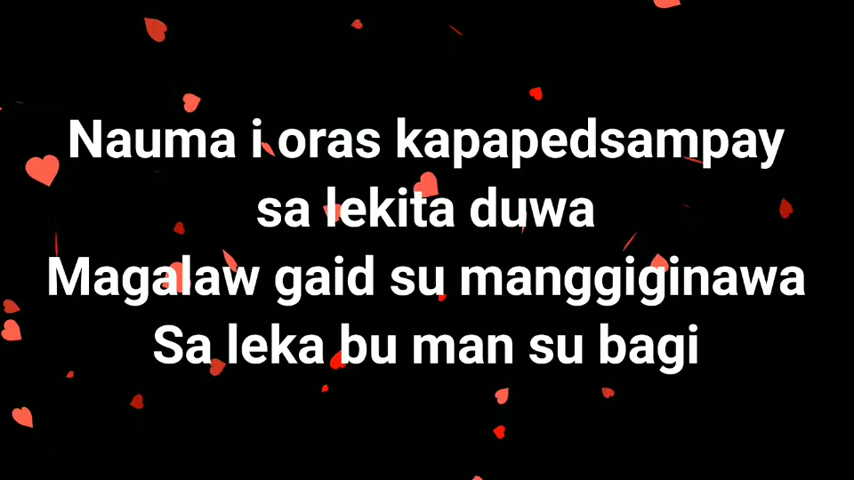 Nauma i oras kapapedsampay
sa lekita duwa
Magalaw gaid su manggiginawa
Sa leka bu man su bagi